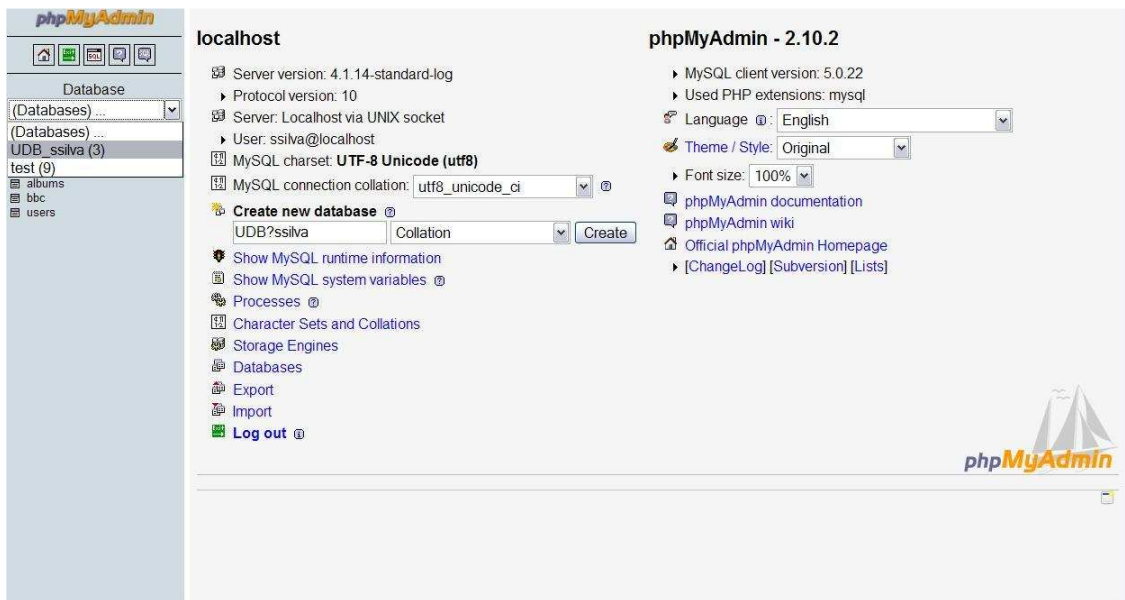 phpMyAdmin
SQL
Database
(Databases) ...
(Databases) ...
UDB_ssilva (3)
test (9)
albums
bbc
users
localhost
Server version: 4.1.14-standard-log
Protocol version: 10
Server: Localhost via UNIX socket
User: ssilva@localhost
MySQL charset: UTF-8 Unicode (utf8)
MySQL connection collation: utf8_unicode_ci
Create new database
UDB?ssilva Collation Create
Show MySQL runtime information
Show MySQL system variables
Processes
Character Sets and Collations
Storage Engines
Databases
Export
Import
Log out
phpMyAdmin - 2.10.2
MySQL client version: 5.0.22
Used PHP extensions: mysql
Language : English
Theme / Style: Original
Font size: 100%
phpMyAdmin documentation
phpMyAdmin wiki
Official phpMyAdmin Homepage
[ChangeLog] [Subversion] [Lists]
phpMyAdmin